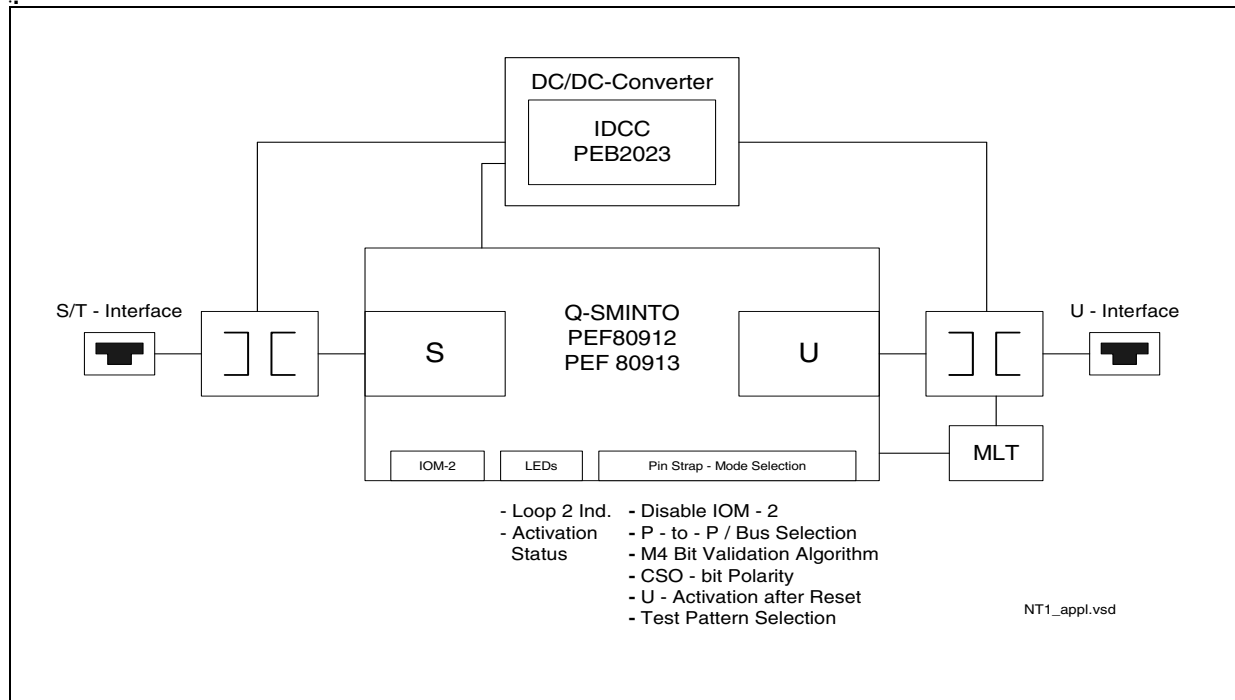 DC/DC-Converter
IDCC
PEB2023
S/T - Interface
Q-SMINTO
PEF80912
PEF 80913
U - Interface
S
U
MLT
IOM-2
LEDs
Pin Strap - Mode Selection
- Loop 2 Ind.
- Activation
Status
- Disable IOM - 2
- P - to - P / Bus Selection
- M4 Bit Validation Algorithm
- CSO - bit Polarity
- U - Activation after Reset
- Test Pattern Selection
NT1_appl.vsd